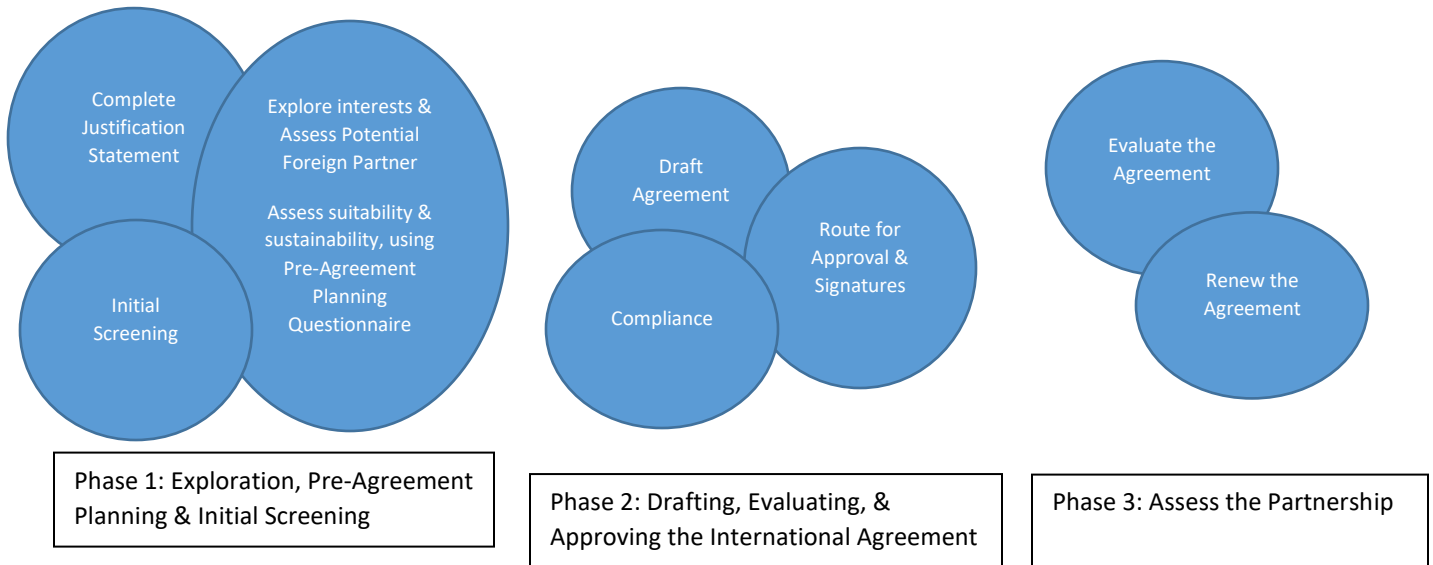 Complete
Justification
Statement
Explore interests &
Assess Potential
Foreign Partner
Assess suitability &
sustainability, using
Pre-Agreement
Planning
Questionnaire
Initial
Screening
Phase 1: Exploration, Pre-Agreement
Planning & Initial Screening
Draft
Agreement
Route for
Approval &
Signatures
Compliance
Phase 2: Drafting, Evaluating, &
Approving the International Agreement
Evaluate the
Agreement
Renew the
Agreement
Phase 3: Assess the Partnership